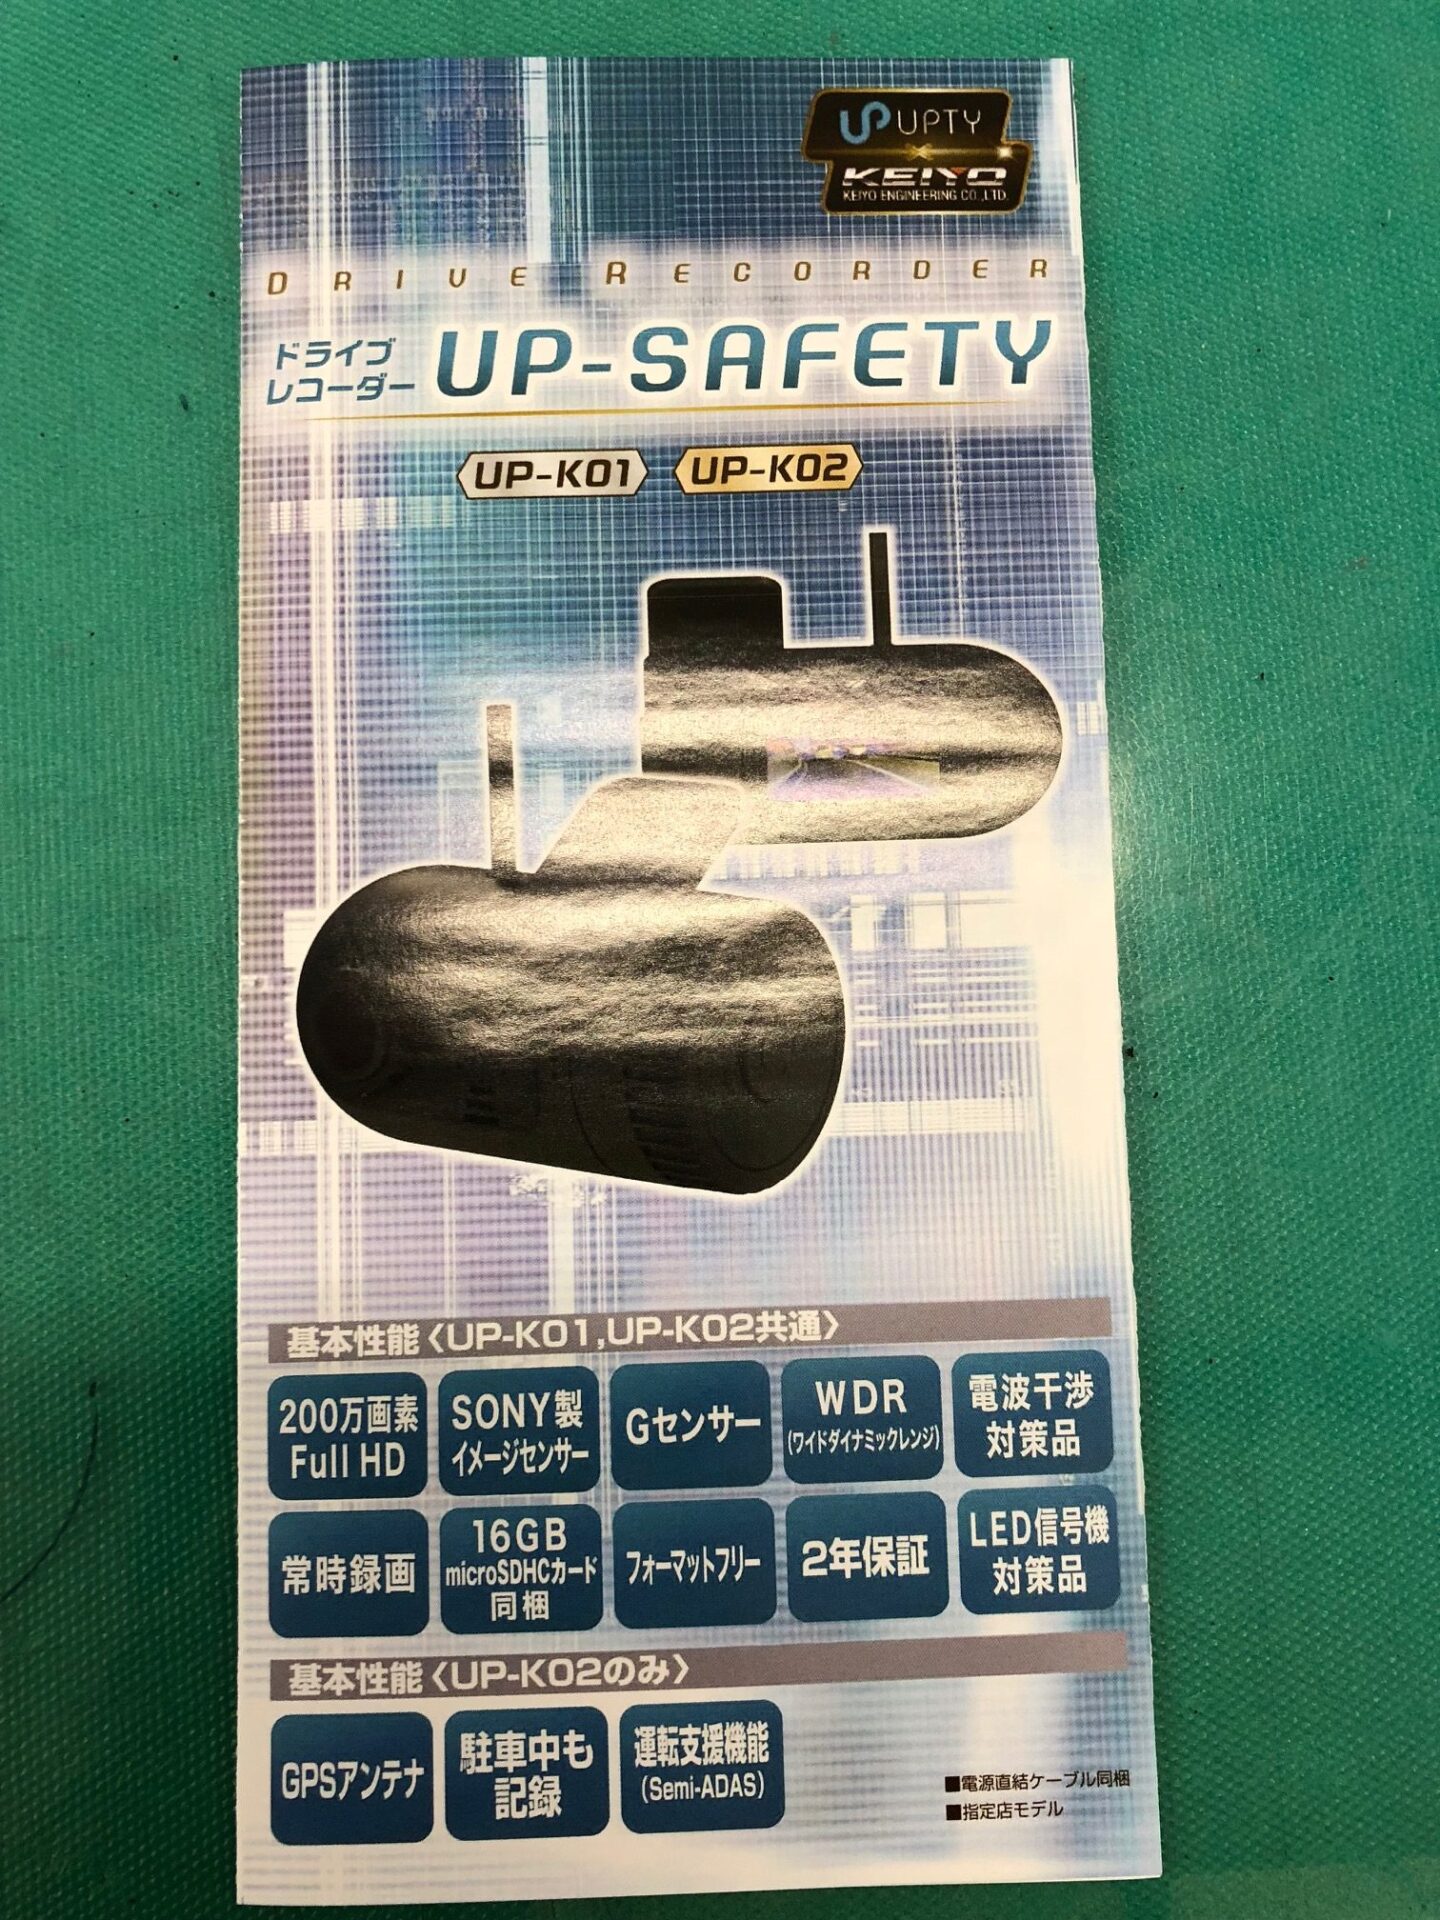 UP UPTY
×
KEIYO
KEIYO ENGINEERING CO.,LTD.
DRIVE RECORDER
ドライブ
レコーダー
UP-SAFETY
UP-K01 UP-K02
基本性能〈UP-K01,UP-K02共通〉
200万画素
Full HD
SONY製
イメージセンサー
Gセンサー
WDR
(ワイドダイナミックレンジ)
電波干渉
対策品
常時録画
16GB
microSDHCカード
同梱
フォーマットフリー
2年保証
LED信号機
対策品
基本性能〈UP-K02のみ〉
GPSアンテナ
駐車中も
記録
運転支援機能
(Semi-ADAS)
■電源直結ケーブル同梱
■指定店モデル